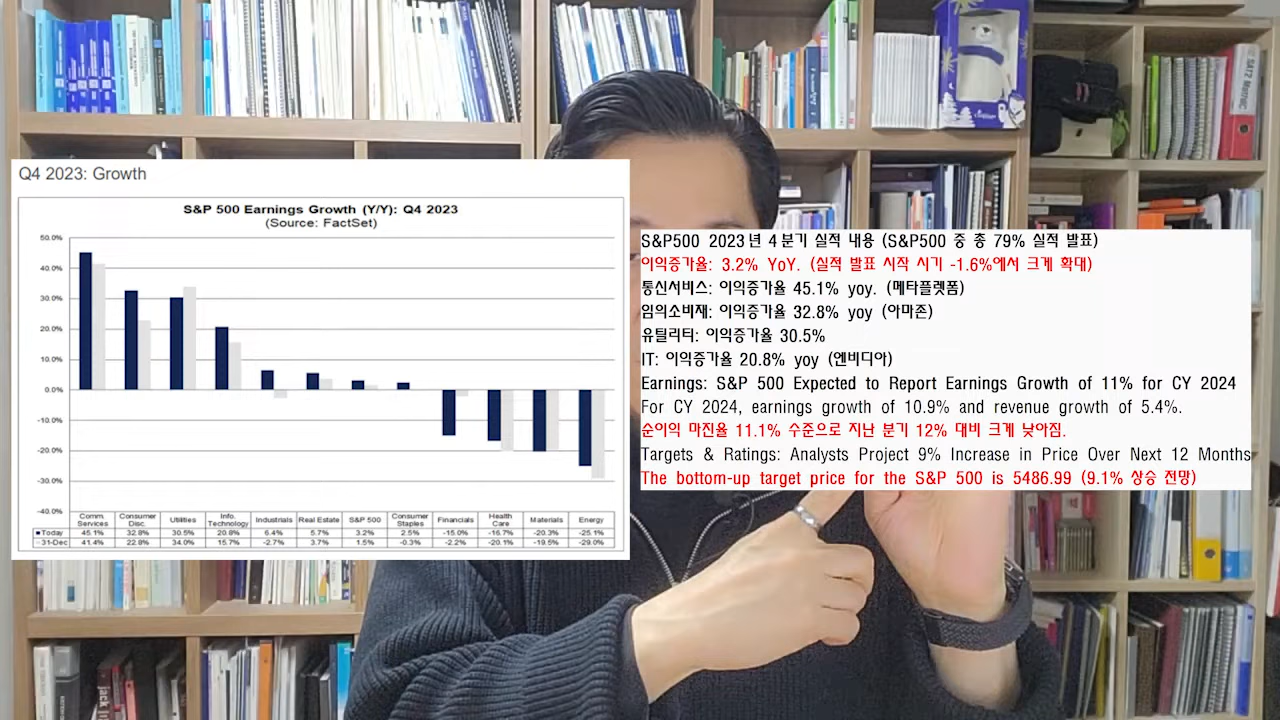 Q4 2023: Growth
S&P 500 Earnings Growth (Y/Y): Q4 2023
(Source: FactSet)
50.0%
40.0%
30.0%
20.0%
10.0%
0.0%
-10.0%
-20.0%
-30.0%
-40.0%
Comm. Services Consumer Disc. Utilities Info. Technology Industrials Real Estate S&P 500 Consumer Staples Financials Health Care Materials Energy
Today 45.1% 32.8% 30.5% 20.8% 6.4% 5.7% 3.2% 2.5% -15.0% -16.7% -20.3% -25.1%
31-Dec 41.4% 22.8% 34.0% 15.7% -2.7% 3.7% 1.5% -0.3% -2.2% -20.1% -19.5% -29.0%
S&P500 2023년 4분기 실적 내용 (S&P500 중 총 79% 실적 발표)
이익증가율: 3.2% YoY. (실적 발표 시작 시기 -1.6%에서 크게 확대)
통신서비스: 이익증가율 45.1% yoy. (메타플렛폼)
임의소비재: 이익증가율 32.8% yoy (아마존)
유틸리티: 이익증가율 30.5%
IT: 이익증가율 20.8% yoy (엔비디아)
Earnings: S&P 500 Expected to Report Earnings Growth of 11% for CY 2024
For CY 2024, earnings growth of 10.9% and revenue growth of 5.4%.
순이익 마진율 11.1% 수준으로 지난 분기 12% 대비 크게 낮아짐.
Targets & Ratings: Analysts Project 9% Increase in Price Over Next 12 Months
The bottom-up target price for the S&P 500 is 5486.99 (9.1% 상승 전망)